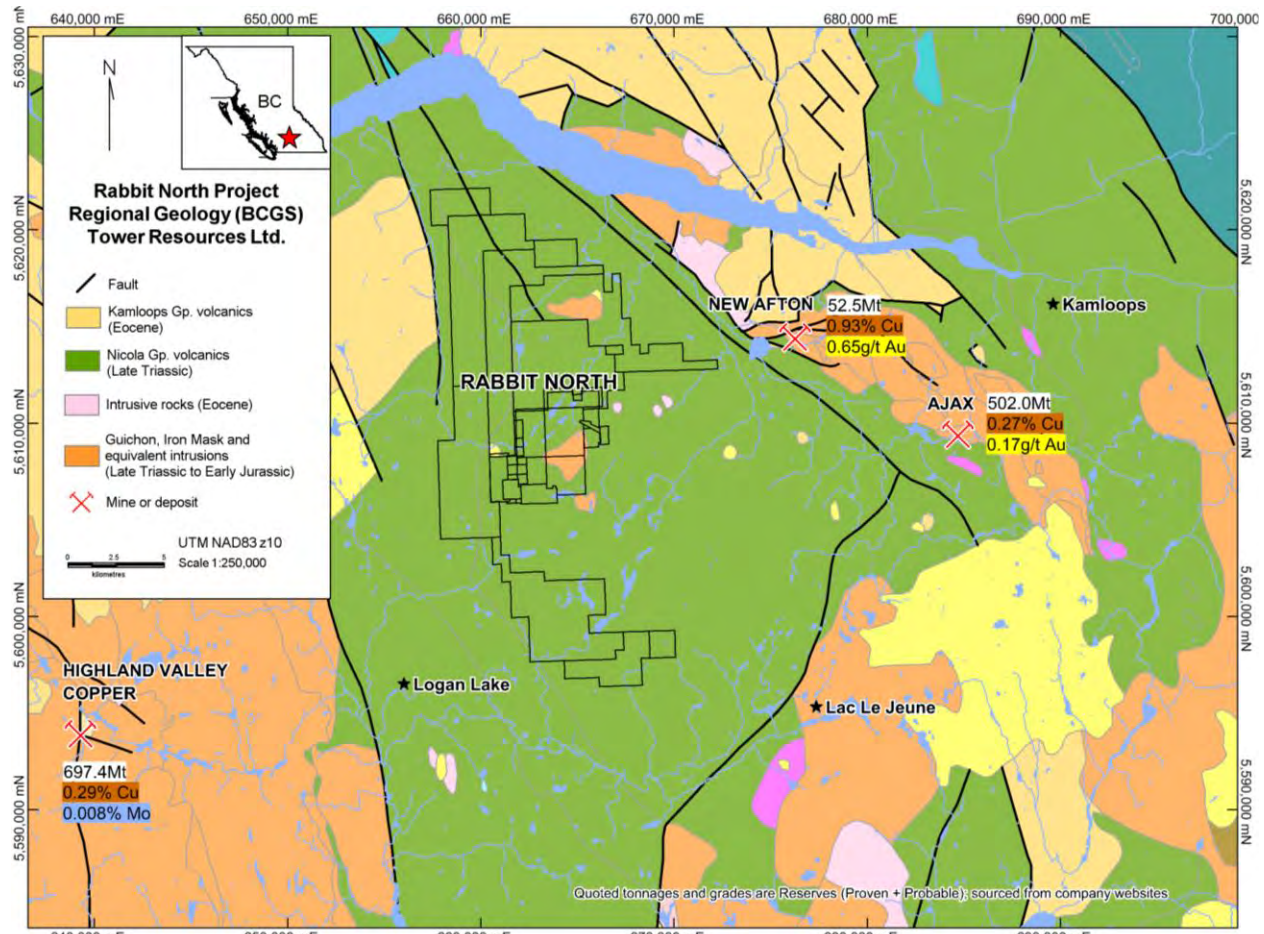 640,000 mE
650,000 mE
660,000 mE
670,000 mE
680,000 mE
690,000 mE
700,000
5,630,000 mN
5,620,000 mN
5,610,000 mN
5,600,000 mN
5,590,000 mN
N
BC
Rabbit North Project
Regional Geology (BCGS)
Tower Resources Ltd.
Fault
Kamloops Gp. volcanics
(Eocene)
Nicola Gp. volcanics
(Late Triassic)
Intrusive rocks (Eocene)
Guichon, Iron Mask and
equivalent intrusions
(Late Triassic to Early Jurassic)
Mine or deposit
UTM NAD83 z10
0 2.5 5
Scale 1:250,000
kilometres
NEW AFTON
52.5Mt
0.93% Cu
0.65g/t Au
Kamloops
RABBIT NORTH
AJAX
502.0Mt
0.27% Cu
0.17g/t Au
HIGHLAND VALLEY
COPPER
697.4Mt
0.29% Cu
0.008% Mo
Logan Lake
Lac Le Jeune
5,620,000 mN
5,610,000 mN
5,600,000 mN
5,590,000 mN
Quoted tonnages and grades are Reserves (Proven + Probable); sourced from company websites